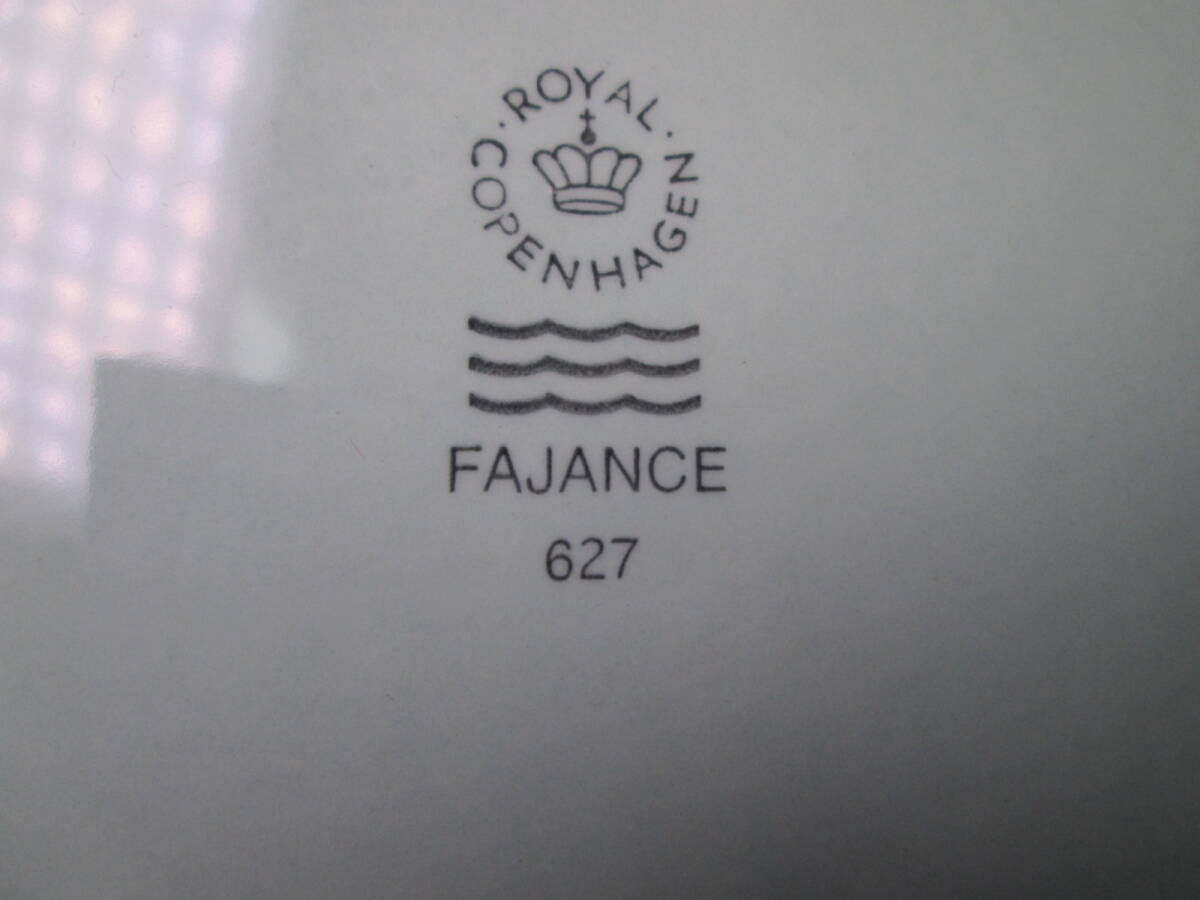 · ROYAL ·
COPENHAGEN
FAJANCE
627